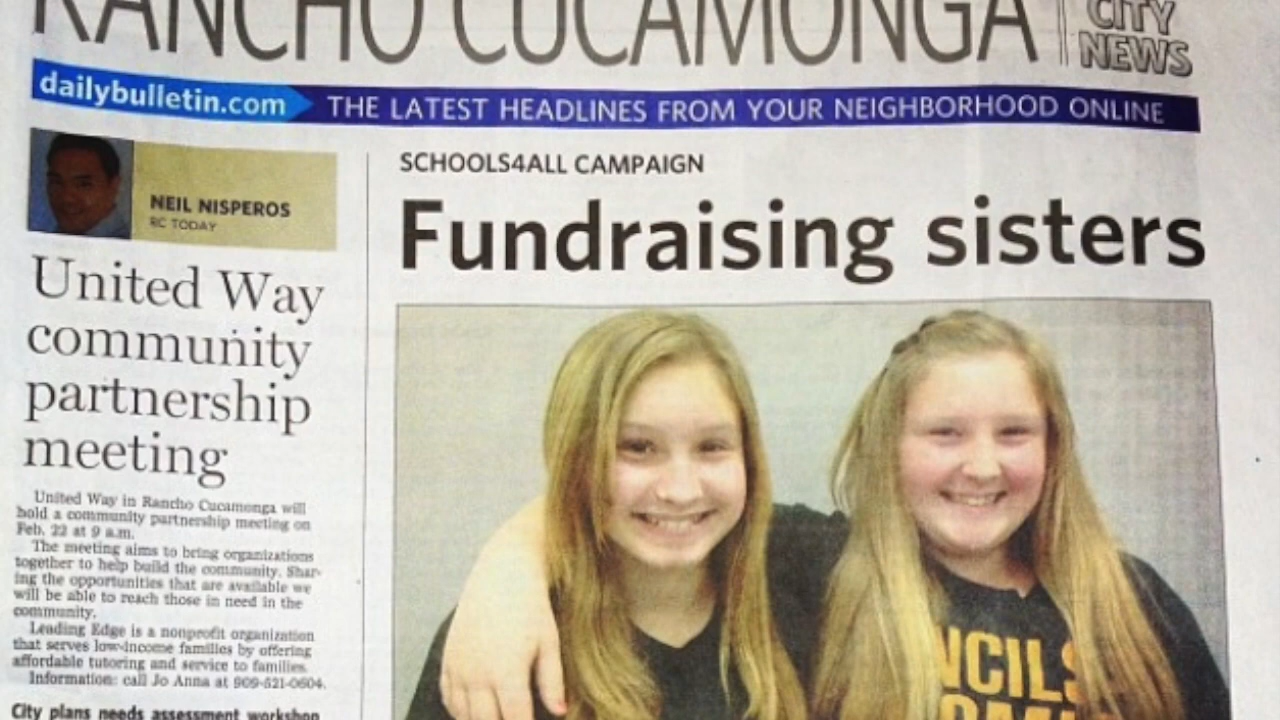 RANCHO CUCAMONGA
CITY
NEWS
dailybulletin.com
THE LATEST HEADLINES FROM YOUR NEIGHBORHOOD ONLINE
NEIL NISPEROS
RC TODAY
United Way
community
partnership
meeting
United Way in Rancho Cucamonga will
hold a community partnership meeting on
Feb. 22 at 9 a.m.
The meeting aims to bring organizations
together to help build the community. Shar-
ing the opportunities that are available we
will be able to reach those in need in the
community.
Leading Edge is a nonprofit organization
that serves low-income families by offering
affordable tutoring and service to families.
Information: call Jo Anna at 909-521-0604.
City plans needs assessment workshop
SCHOOLS4ALL CAMPAIGN
Fundraising sisters
NCILS